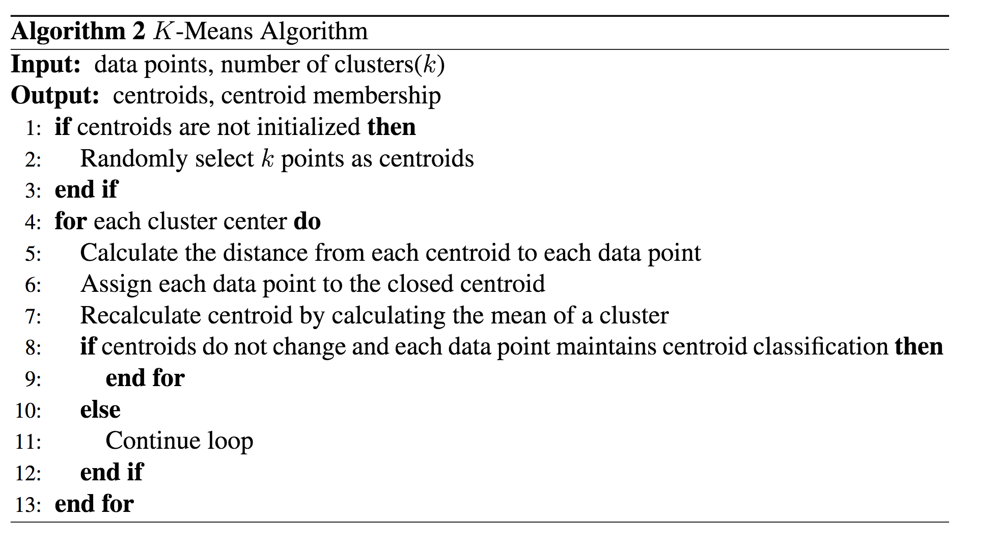 Algorithm 2 K-Means Algorithm
Input: data points, number of clusters(k)
Output: centroids, centroid membership
1: if centroids are not initialized then
2: Randomly select k points as centroids
3: end if
4: for each cluster center do
5: Calculate the distance from each centroid to each data point
6: Assign each data point to the closed centroid
7: Recalculate centroid by calculating the mean of a cluster
8: if centroids do not change and each data point maintains centroid classification then
9: end for
10: else
11: Continue loop
12: end if
13: end for